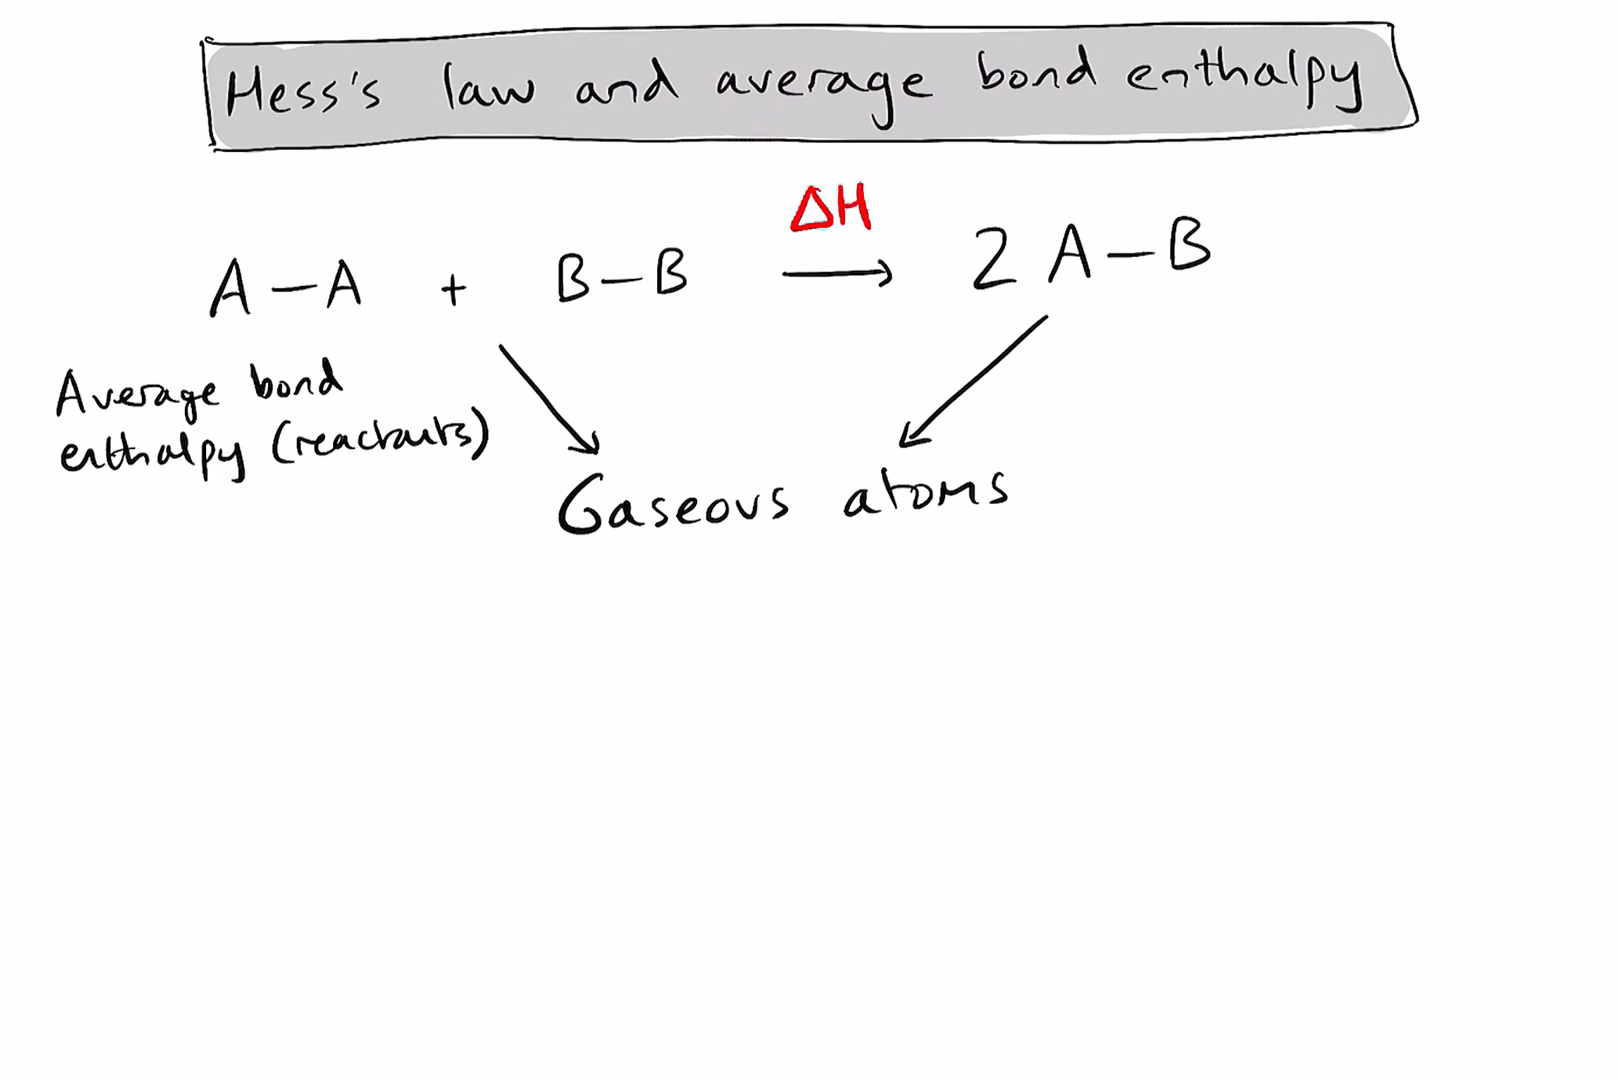 Hess's law and average bond enthalpy
ΔH
A – A + B – B → 2 A – B
Average bond
enthalpy (reactants)
Gaseous atoms